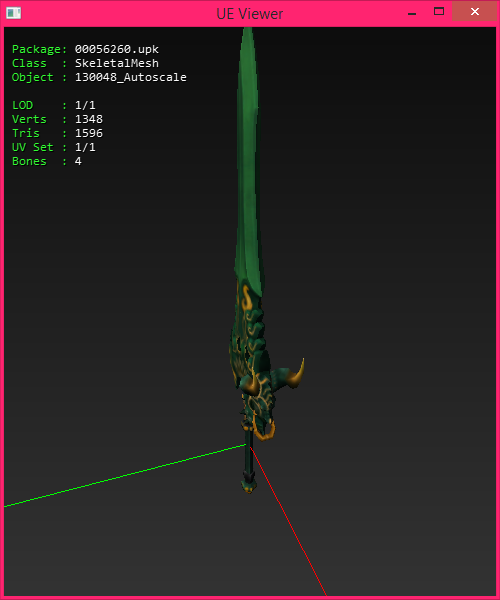 UE Viewer
Package: 00056260.upk
Class  : SkeletalMesh
Object : 130048_Autoscale
LOD    : 1/1
Verts  : 1348
Tris   : 1596
UV Set : 1/1
Bones  : 4